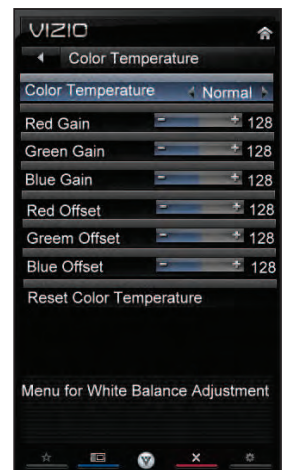 VIZIO
Color Temperature
Color Temperature Normal
Red Gain - + 128
Green Gain - + 128
Blue Gain - + 128
Red Offset - + 128
Greem Offset - + 128
Blue Offset - + 128
Reset Color Temperature
Menu for White Balance Adjustment
V X